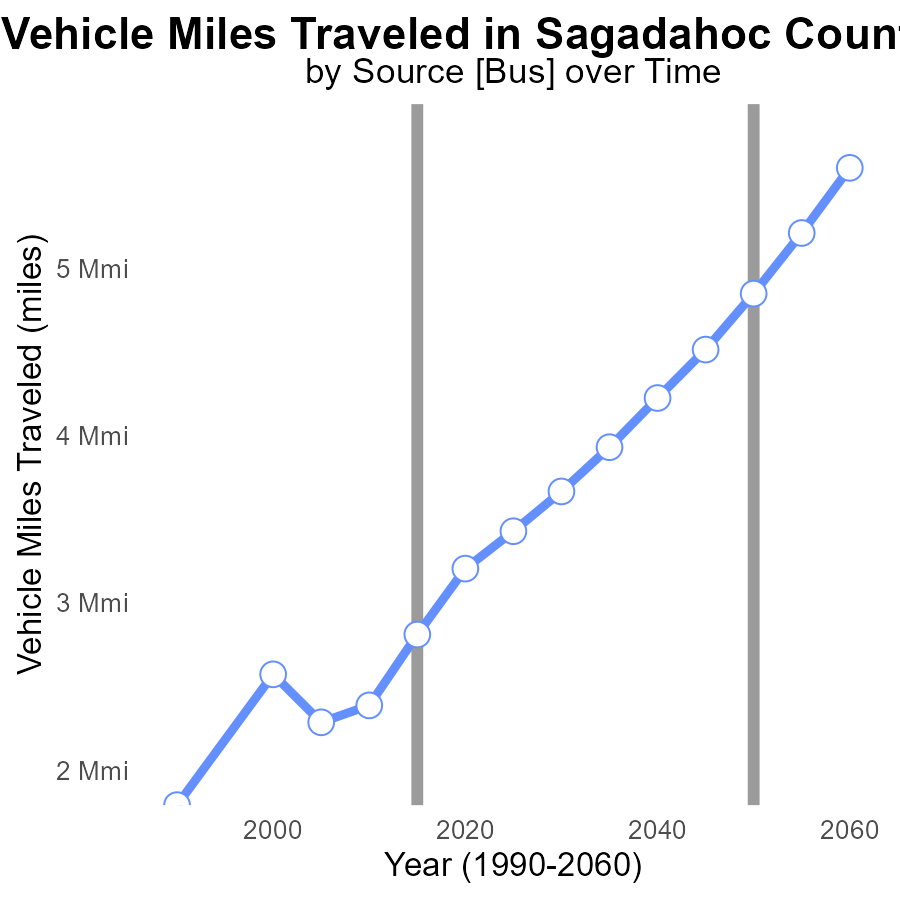 Vehicle Miles Traveled in Sagadahoc Coun
by Source [Bus] over Time
Vehicle Miles Traveled (miles)
5 Mmi
4 Mmi
3 Mmi
2 Mmi
2000
2020
2040
2060
Year (1990-2060)